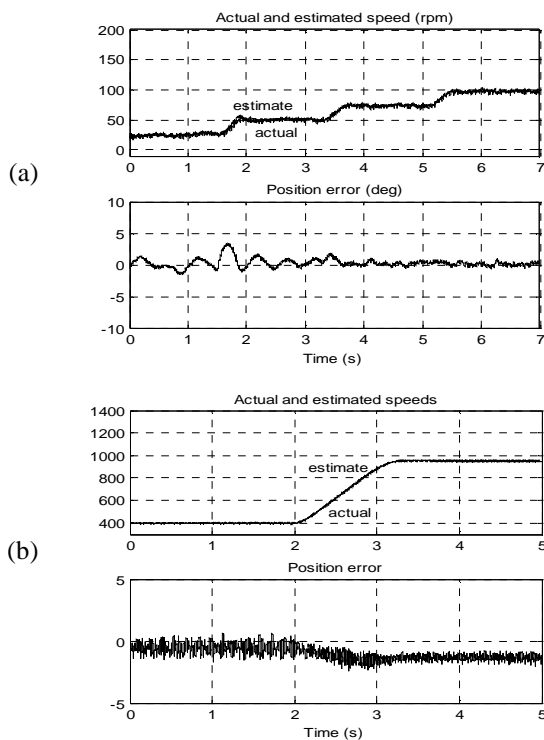 (a)
Actual and estimated speed (rpm)
200
150
100
50
0
estimate
actual
0 1 2 3 4 5 6 7
Position error (deg)
10
5
0
-5
-10
0 1 2 3 4 5 6 7
Time (s)
(b)
Actual and estimated speeds
1400
1200
1000
800
600
400
estimate
actual
0 1 2 3 4 5
Position error
5
0
-5
0 1 2 3 4 5
Time (s)